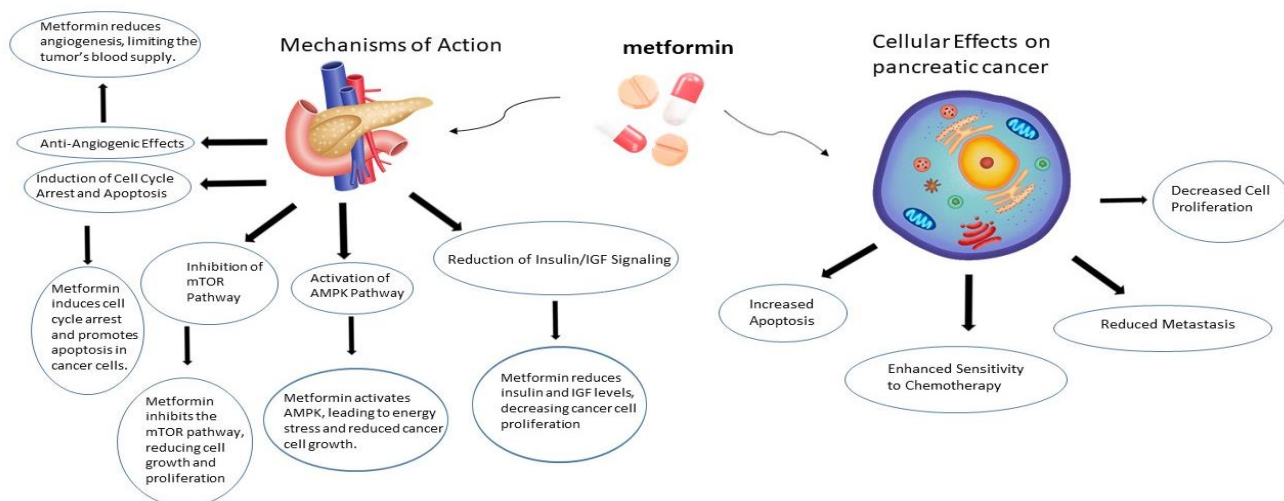 Metformin reduces
angiogenesis, limiting the
tumor's blood supply.
Mechanisms of Action
metformin
Cellular Effects on
pancreatic cancer
Anti-Angiogenic Effects
Induction of Cell Cycle
Arrest and Apoptosis
Decreased Cell
Proliferation
Inhibition of
mTOR
Pathway
Activation of
AMPK Pathway
Reduction of Insulin/IGF Signaling
Increased
Apoptosis
Reduced Metastasis
Enhanced Sensitivity
to Chemotherapy
Metformin
induces cell
cycle arrest
and promotes
apoptosis in
cancer cells.
Metformin
inhibits the
mTOR pathway,
reducing cell
growth and
proliferation
Metformin activates
AMPK, leading to energy
stress and reduced cancer
cell growth.
Metformin reduces
insulin and IGF levels,
decreasing cancer cell
proliferation